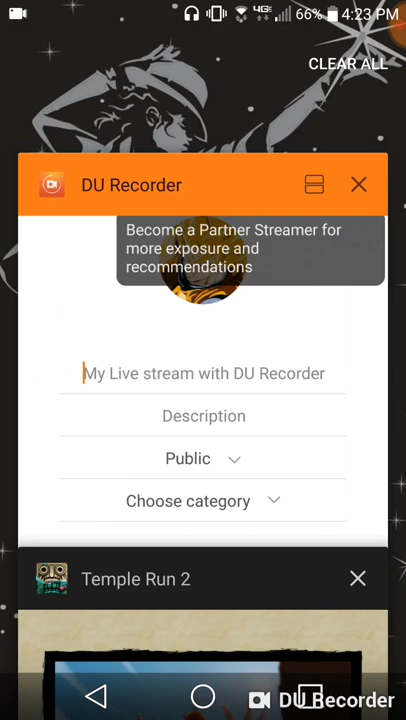 4G 66% 4:23 PM
CLEAR ALL
DU Recorder
Become a Partner Streamer for
more exposure and
recommendations
My Live stream with DU Recorder
Description
Public
Choose category
Temple Run 2
DU Recorder